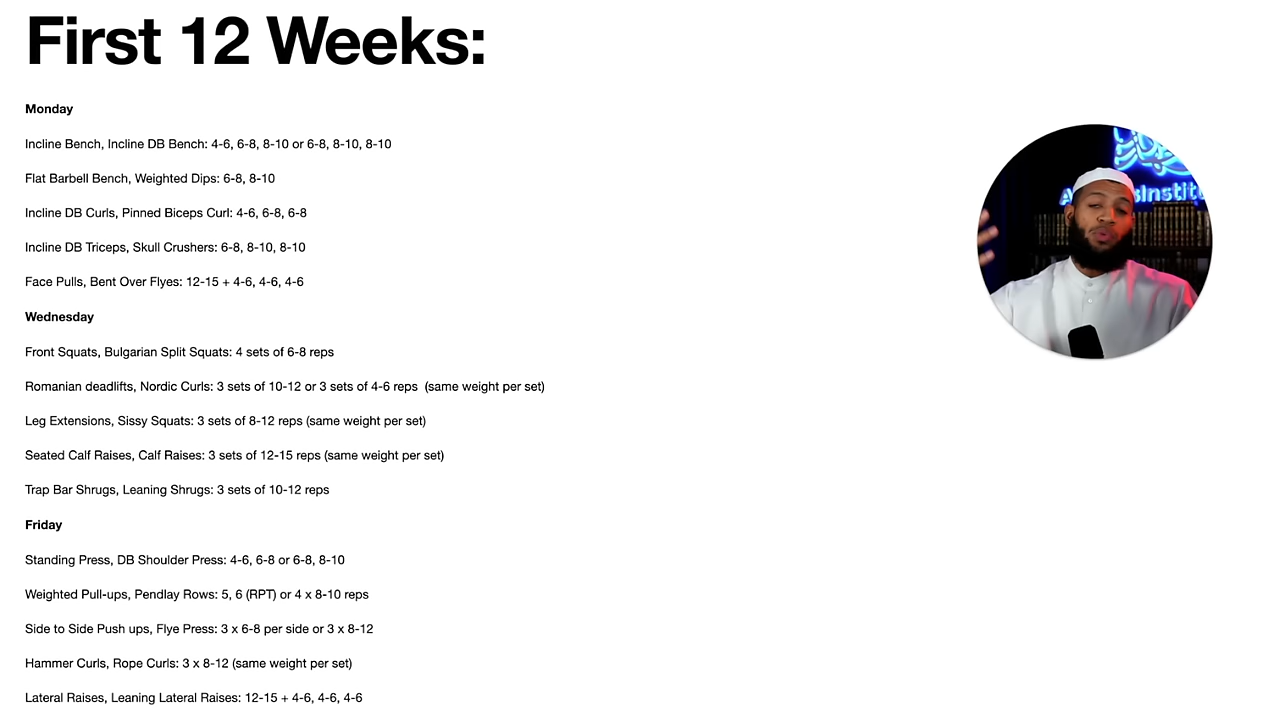 First 12 Weeks:
Monday
Incline Bench, Incline DB Bench: 4-6, 6-8, 8-10 or 6-8, 8-10, 8-10
Flat Barbell Bench, Weighted Dips: 6-8, 8-10
Incline DB Curls, Pinned Biceps Curl: 4-6, 6-8, 6-8
Incline DB Triceps, Skull Crushers: 6-8, 8-10, 8-10
Face Pulls, Bent Over Flyes: 12-15 + 4-6, 4-6, 4-6
Wednesday
Front Squats, Bulgarian Split Squats: 4 sets of 6-8 reps
Romanian deadlifts, Nordic Curls: 3 sets of 10-12 or 3 sets of 4-6 reps  (same weight per set)
Leg Extensions, Sissy Squats: 3 sets of 8-12 reps (same weight per set)
Seated Calf Raises, Calf Raises: 3 sets of 12-15 reps (same weight per set)
Trap Bar Shrugs, Leaning Shrugs: 3 sets of 10-12 reps
Friday
Standing Press, DB Shoulder Press: 4-6, 6-8 or 6-8, 8-10
Weighted Pull-ups, Pendlay Rows: 5, 6 (RPT) or 4 x 8-10 reps
Side to Side Push ups, Flye Press: 3 x 6-8 per side or 3 x 8-12
Hammer Curls, Rope Curls: 3 x 8-12 (same weight per set)
Lateral Raises, Leaning Lateral Raises: 12-15 + 4-6, 4-6, 4-6